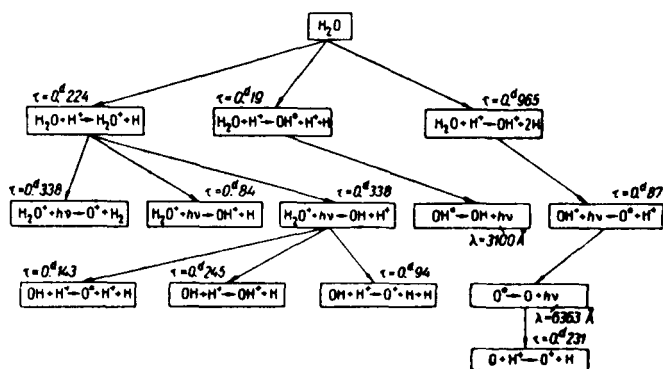 H₂O
τ=0.ᵈ224 τ=0.ᵈ19 τ=0.ᵈ965
H₂O+H⁺→H₂O⁺+H H₂O+H⁺→OH*+H⁺+H H₂O+H⁺→OH⁺+2H
τ=0.ᵈ338 τ=0.ᵈ84 τ=0.ᵈ338 τ=0.ᵈ87
H₂O⁺+hν→O⁺+H₂ H₂O⁺+hν→OH⁺+H H₂O⁺+hν→OH+H⁺ OH*→OH+hν OH⁺+hν→O*+H⁺
λ=3100 Å
τ=0.ᵈ143 τ=0.ᵈ245 τ=0.ᵈ94
OH+H⁺→O*+H⁺+H OH+H⁺→OH⁺+H OH+H⁺→O⁺+H+H O*→O+hν
λ=6363 Å
τ=0.ᵈ231
O+H⁺→O⁺+H